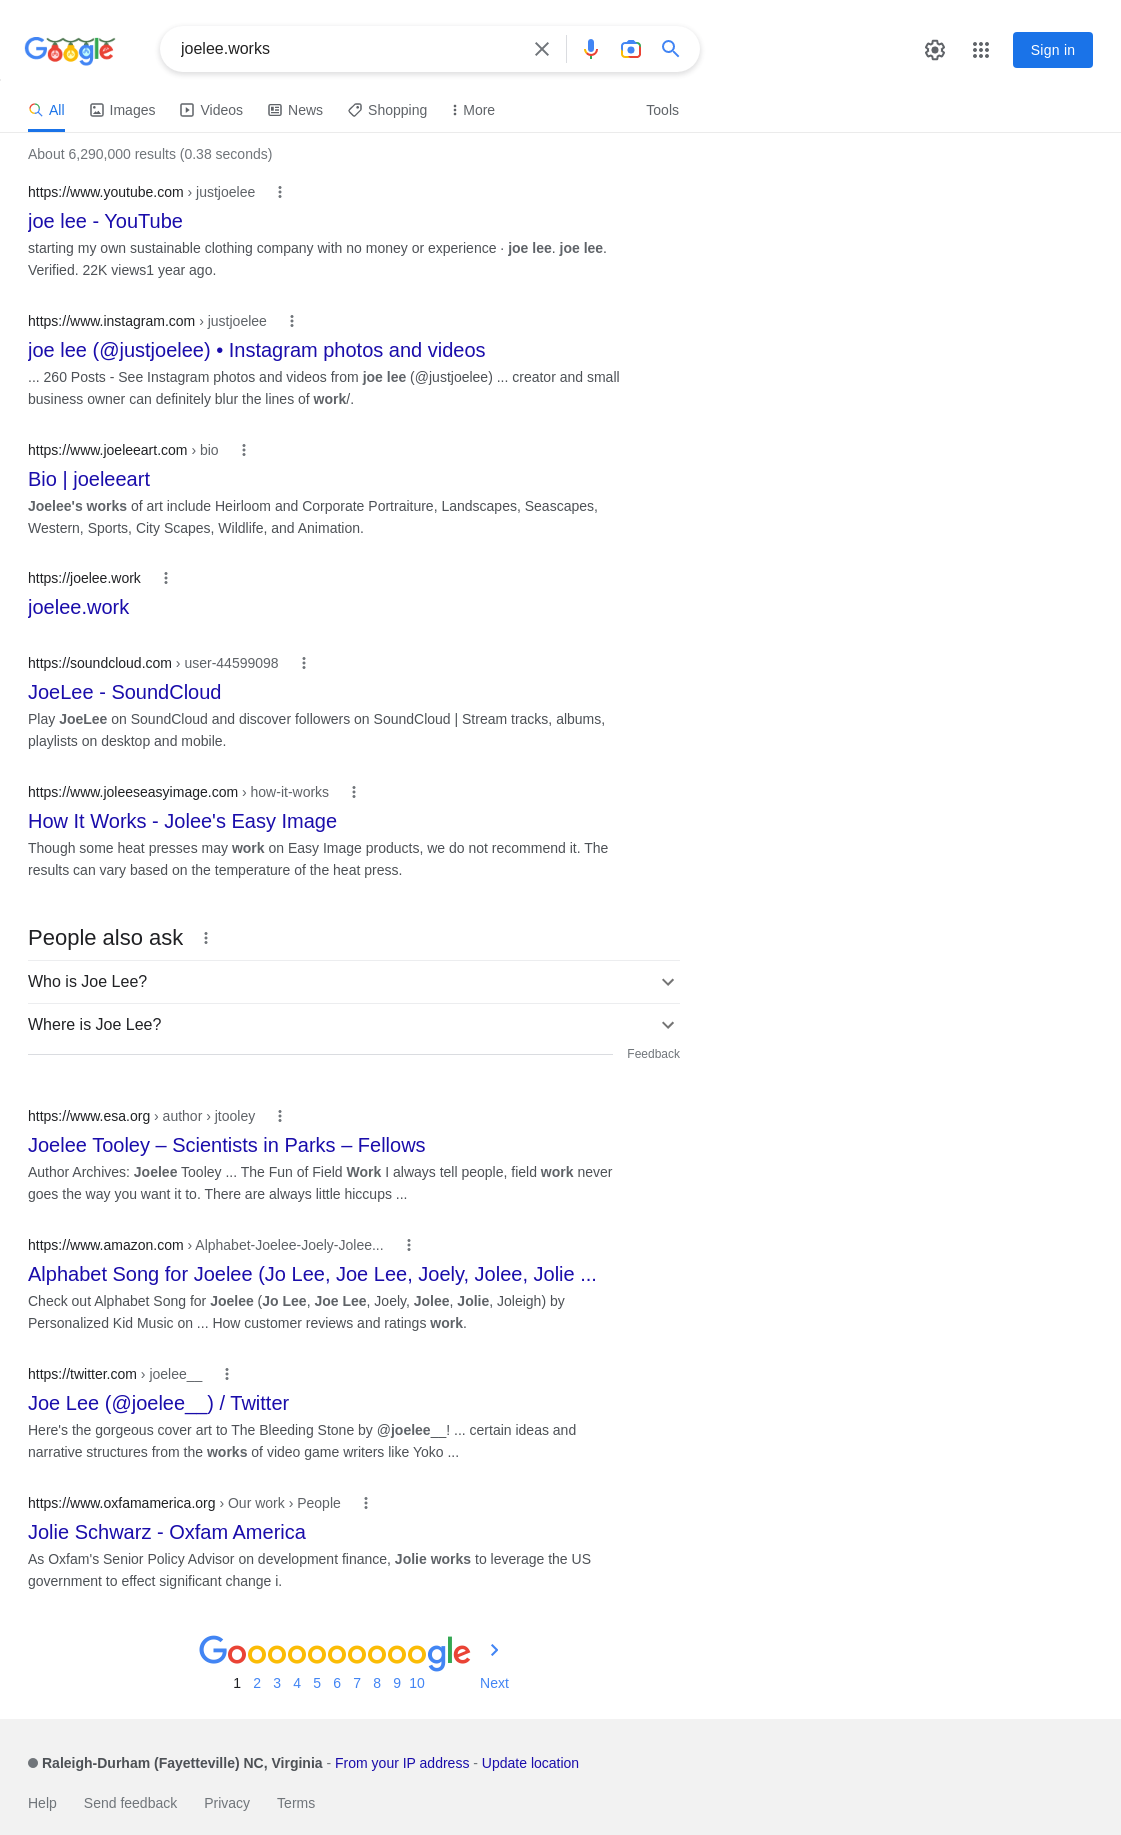 Google
joelee.works
Sign in
All Images Videos News Shopping More Tools
About 6,290,000 results (0.38 seconds)
https://www.youtube.com › justjoelee
joe lee - YouTube
starting my own sustainable clothing company with no money or experience · joe lee. joe lee.
Verified. 22K views1 year ago.
https://www.instagram.com › justjoelee
joe lee (@justjoelee) • Instagram photos and videos
... 260 Posts - See Instagram photos and videos from joe lee (@justjoelee) ... creator and small
business owner can definitely blur the lines of work/.
https://www.joeleeart.com › bio
Bio | joeleeart
Joelee's works of art include Heirloom and Corporate Portraiture, Landscapes, Seascapes,
Western, Sports, City Scapes, Wildlife, and Animation.
https://joelee.work
joelee.work
https://soundcloud.com › user-44599098
JoeLee - SoundCloud
Play JoeLee on SoundCloud and discover followers on SoundCloud | Stream tracks, albums,
playlists on desktop and mobile.
https://www.joleeseasyimage.com › how-it-works
How It Works - Jolee's Easy Image
Though some heat presses may work on Easy Image products, we do not recommend it. The
results can vary based on the temperature of the heat press.
People also ask
Who is Joe Lee?
Where is Joe Lee?
Feedback
https://www.esa.org › author › jtooley
Joelee Tooley – Scientists in Parks – Fellows
Author Archives: Joelee Tooley ... The Fun of Field Work I always tell people, field work never
goes the way you want it to. There are always little hiccups ...
https://www.amazon.com › Alphabet-Joelee-Joely-Jolee...
Alphabet Song for Joelee (Jo Lee, Joe Lee, Joely, Jolee, Jolie ...
Check out Alphabet Song for Joelee (Jo Lee, Joe Lee, Joely, Jolee, Jolie, Joleigh) by
Personalized Kid Music on ... How customer reviews and ratings work.
https://twitter.com › joelee__
Joe Lee (@joelee__) / Twitter
Here's the gorgeous cover art to The Bleeding Stone by @joelee__! ... certain ideas and
narrative structures from the works of video game writers like Yoko ...
https://www.oxfamamerica.org › Our work › People
Jolie Schwarz - Oxfam America
As Oxfam's Senior Policy Advisor on development finance, Jolie works to leverage the US
government to effect significant change i.
Goooooooooogle
1 2 3 4 5 6 7 8 9 10 Next
Raleigh-Durham (Fayetteville) NC, Virginia - From your IP address - Update location
Help Send feedback Privacy Terms